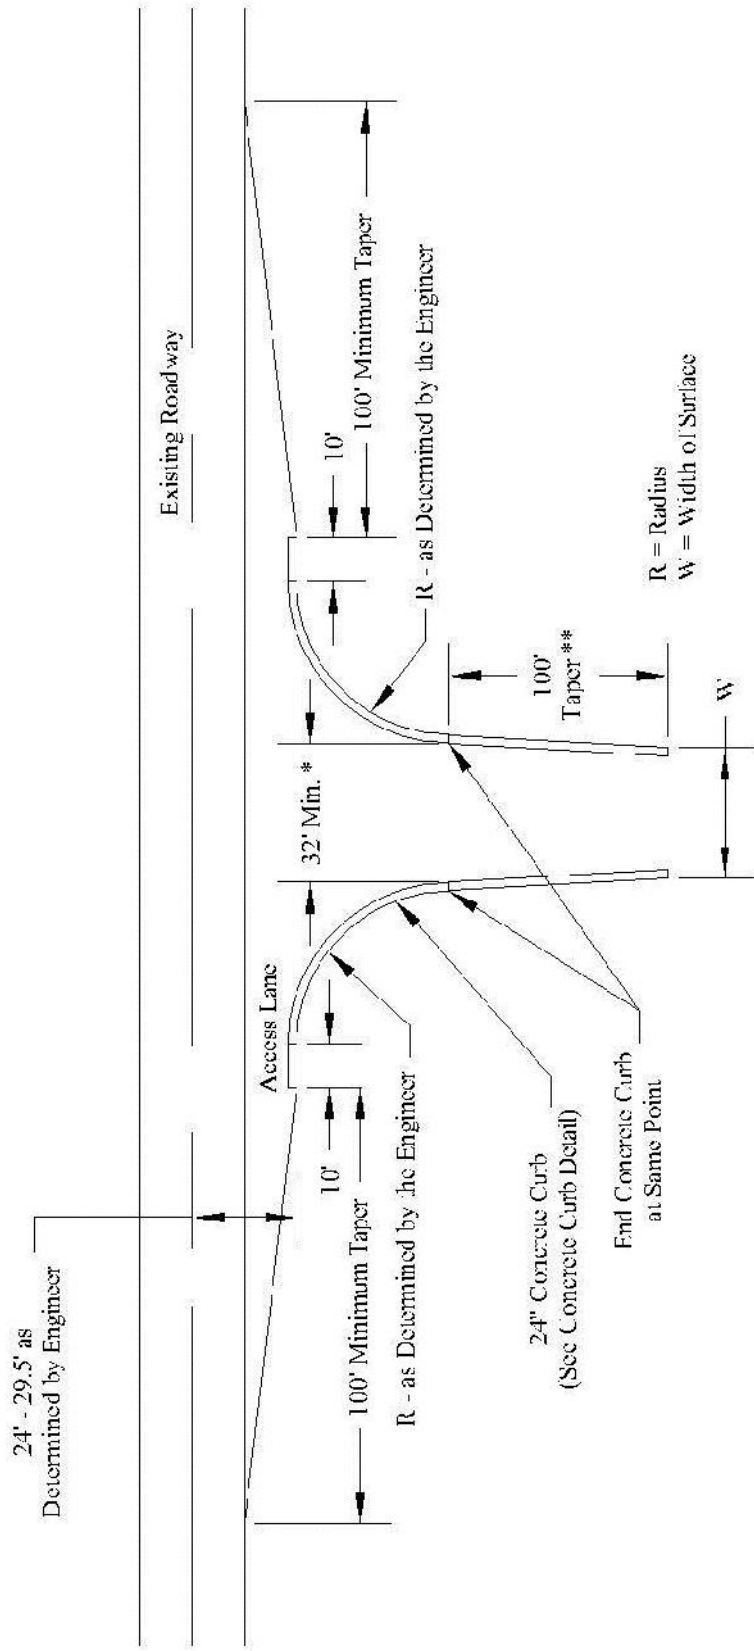 24' - 29.5' as
Determined by Engineer
Existing Roadway
Access Lane
10'
32' Min. *
10'
100' Minimum Taper
100' Minimum Taper
R - as Determined by the Engineer
R - as Determined by the Engineer
24" Concrete Curb
(See Concrete Curb Detail)
100'
Taper **
End Concrete Curb
at Same Point
W
R = Radius
W = Width of Surface